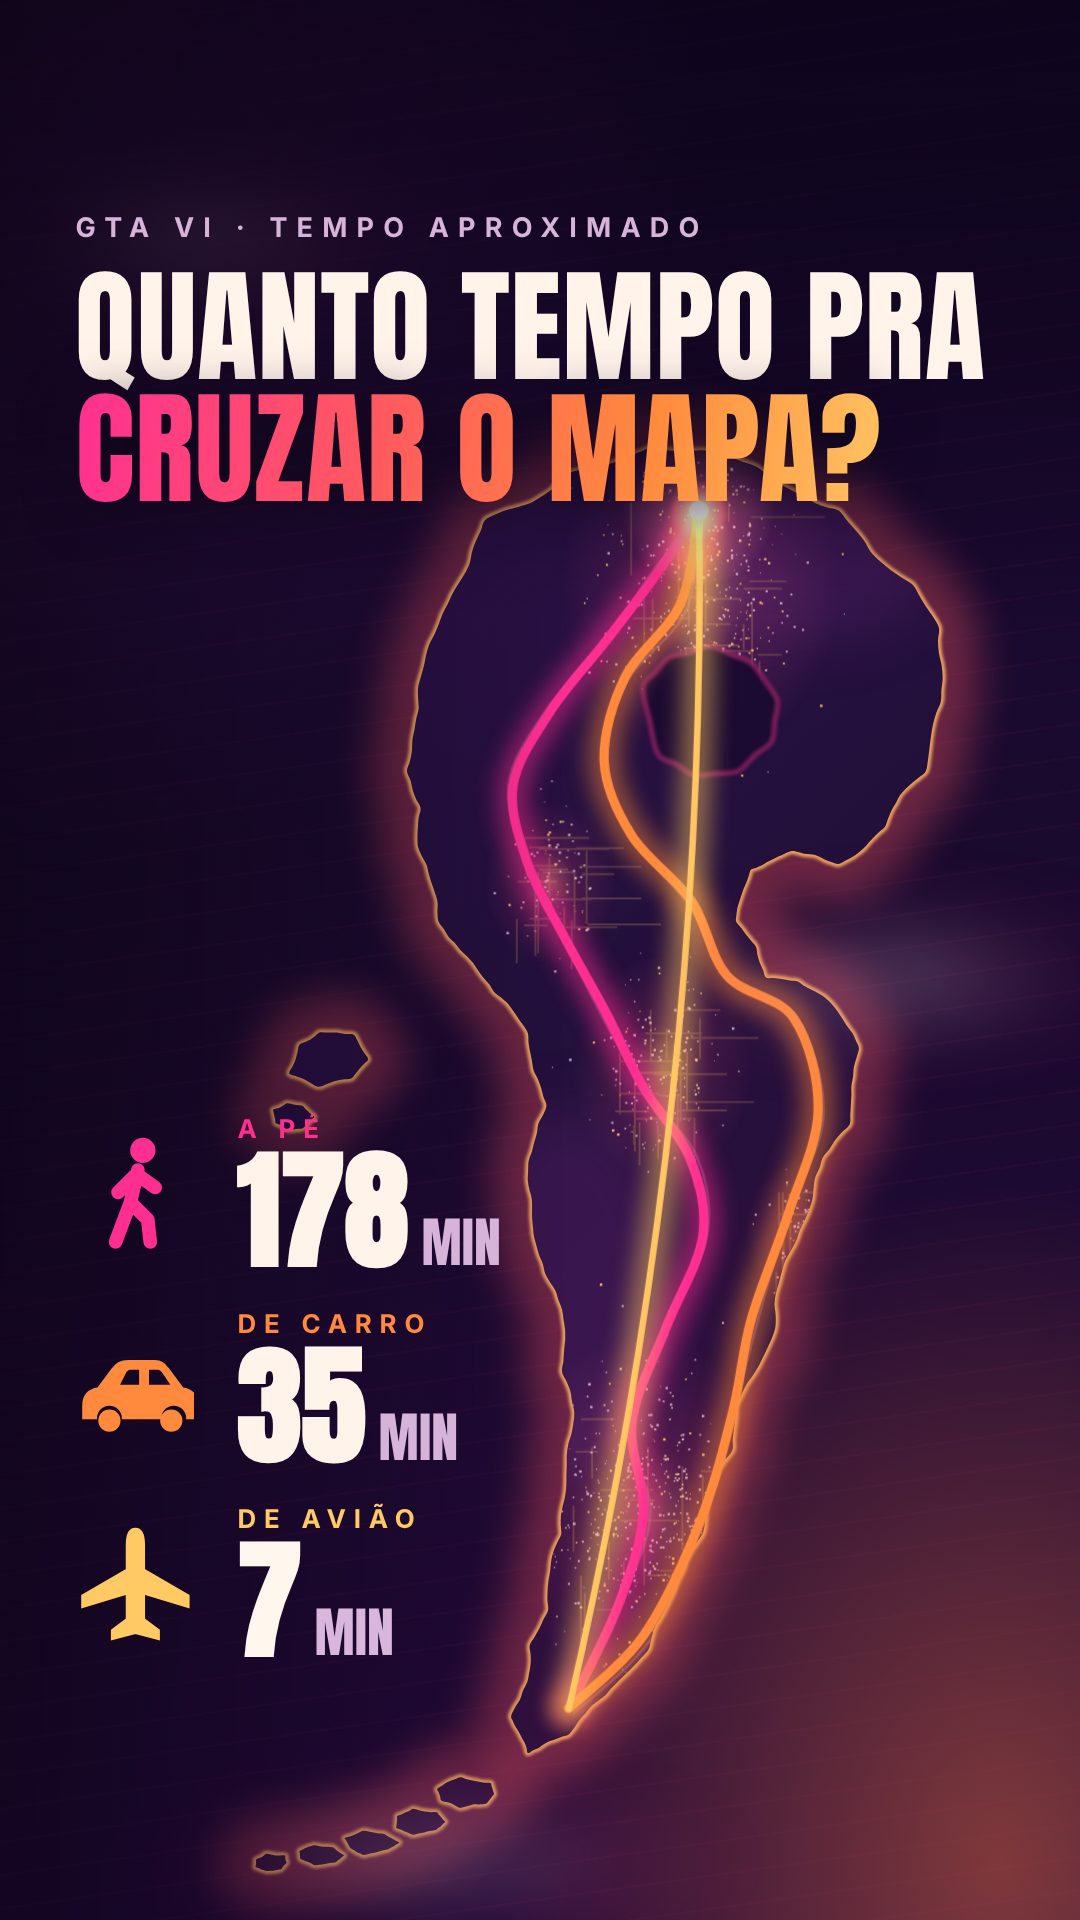 GTA VI · TEMPO APROXIMADO
QUANTO TEMPO PRA
CRUZAR O MAPA?
A PÉ
178 MIN
DE CARRO
35 MIN
DE AVIÃO
7 MIN